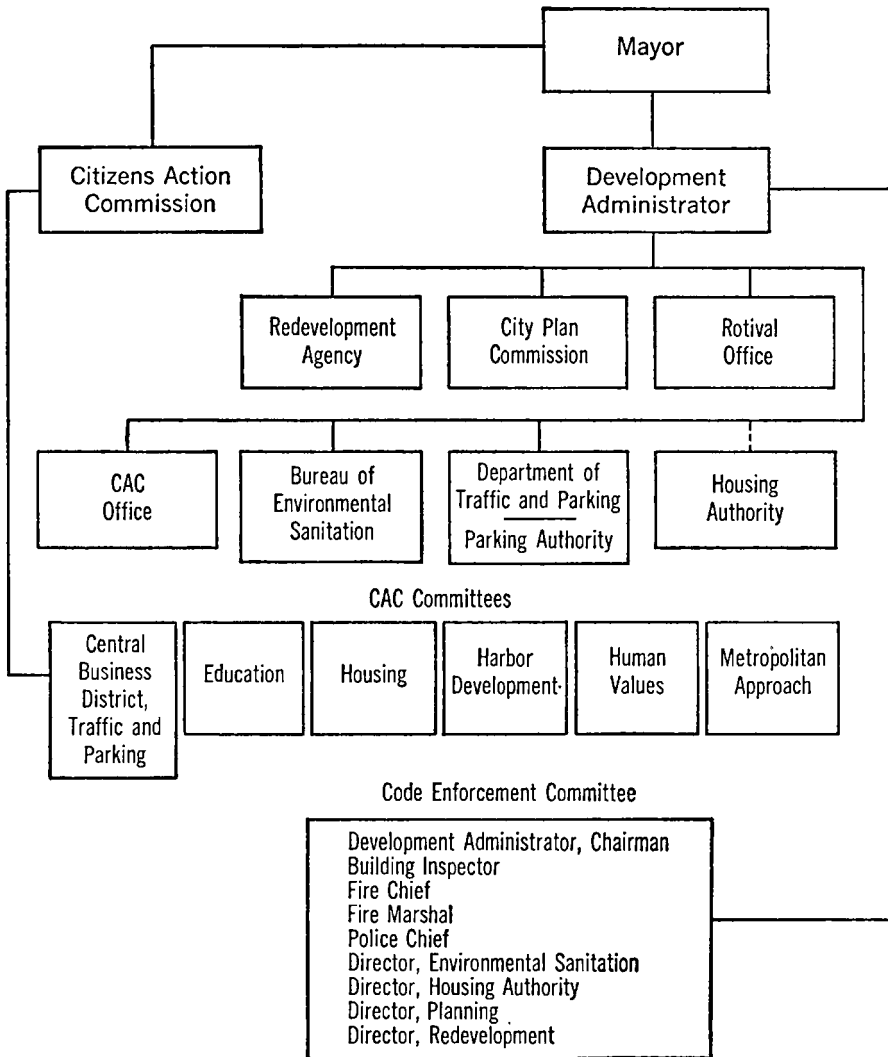 Mayor
Citizens Action
Commission
Development
Administrator
Redevelopment
Agency
City Plan
Commission
Rotival
Office
CAC
Office
Bureau of
Environmental
Sanitation
Department of
Traffic and Parking
Parking Authority
Housing
Authority
CAC Committees
Central
Business
District,
Traffic and
Parking
Education
Housing
Harbor
Development
Human
Values
Metropolitan
Approach
Code Enforcement Committee
Development Administrator, Chairman
Building Inspector
Fire Chief
Fire Marshal
Police Chief
Director, Environmental Sanitation
Director, Housing Authority
Director, Planning
Director, Redevelopment